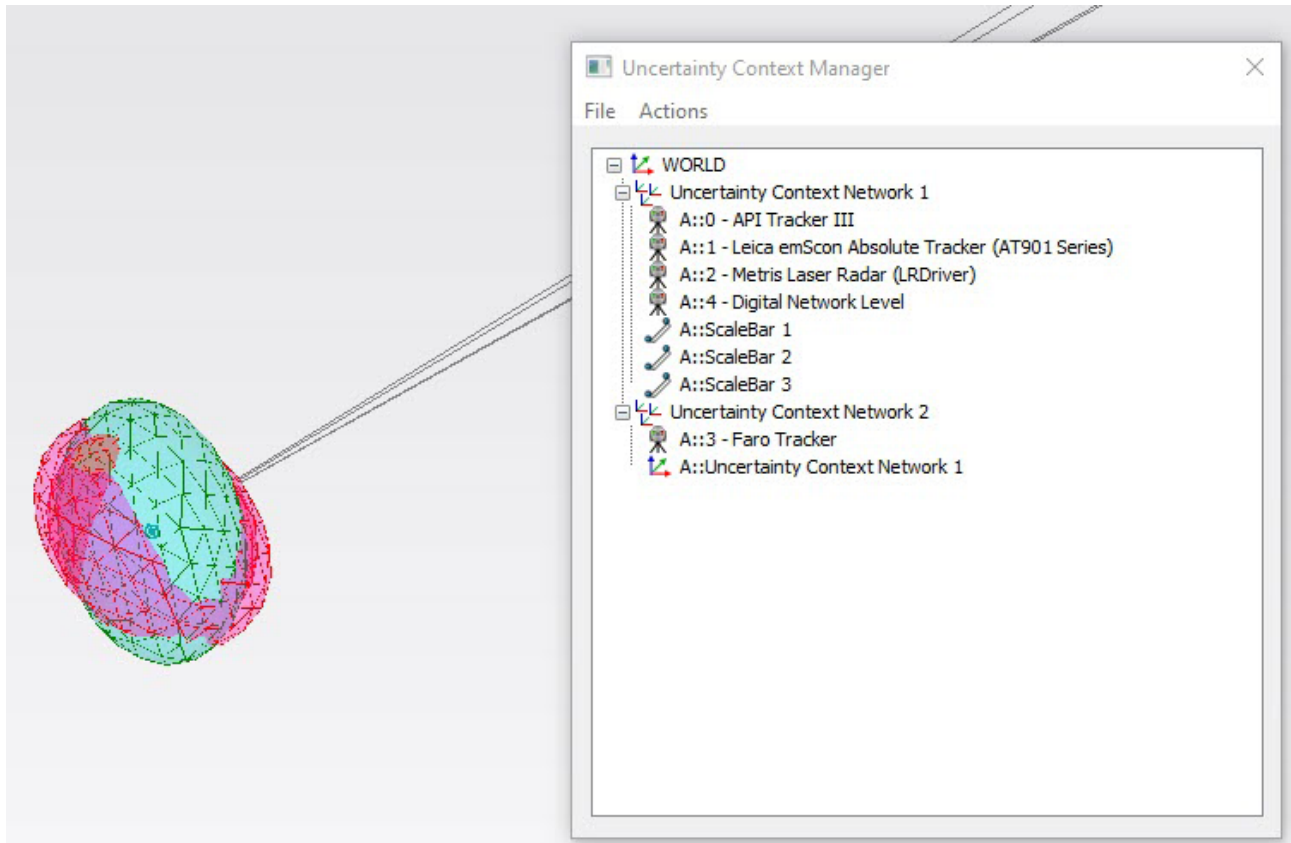 Uncertainty Context Manager
File Actions
WORLD
Uncertainty Context Network 1
A::0 - API Tracker III
A::1 - Leica emScon Absolute Tracker (AT901 Series)
A::2 - Metris Laser Radar (LRDriver)
A::4 - Digital Network Level
A::ScaleBar 1
A::ScaleBar 2
A::ScaleBar 3
Uncertainty Context Network 2
A::3 - Faro Tracker
A::Uncertainty Context Network 1